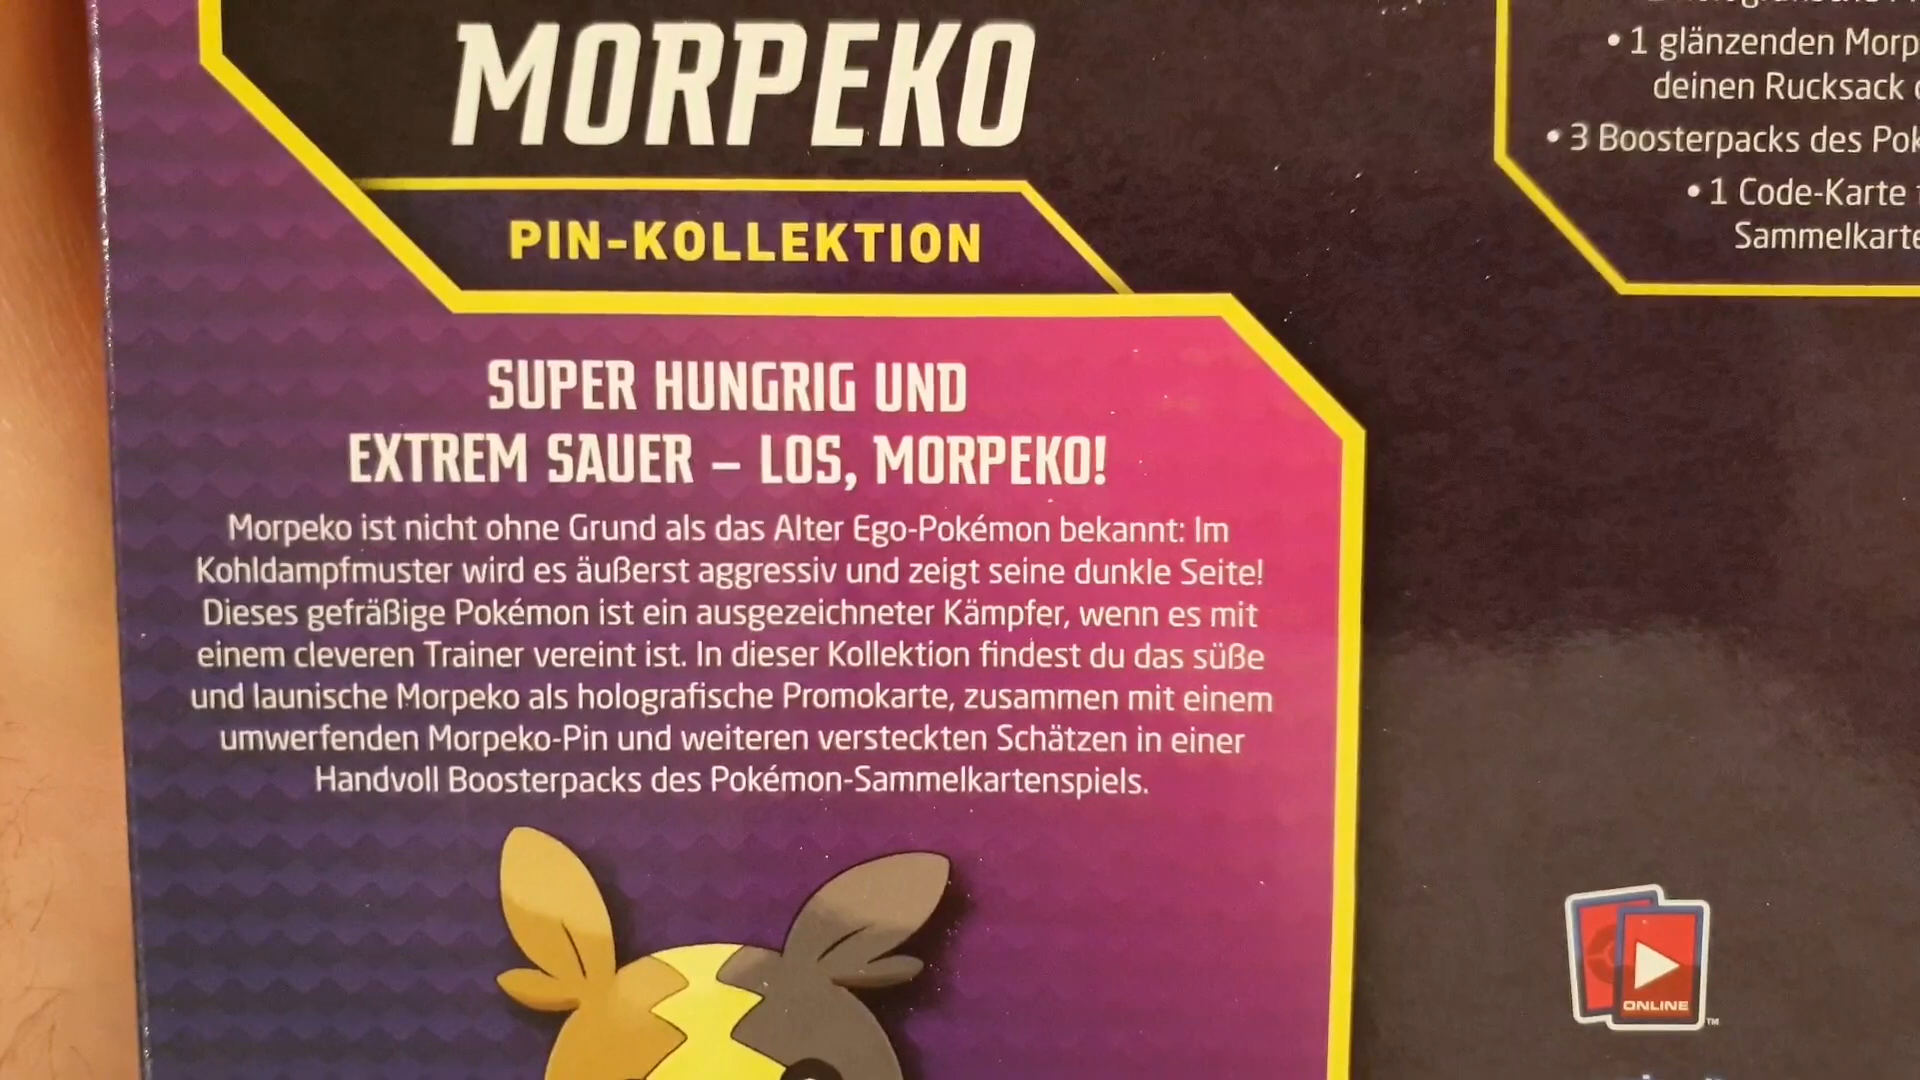 MORPEKO
PIN-KOLLEKTION
SUPER HUNGRIG UND
EXTREM SAUER – LOS, MORPEKO!
Morpeko ist nicht ohne Grund als das Alter Ego-Pokémon bekannt: Im
Kohldampfmuster wird es äußerst aggressiv und zeigt seine dunkle Seite!
Dieses gefräßige Pokémon ist ein ausgezeichneter Kämpfer, wenn es mit
einem cleveren Trainer vereint ist. In dieser Kollektion findest du das süße
und launische Morpeko als holografische Promokarte, zusammen mit einem
umwerfenden Morpeko-Pin und weiteren versteckten Schätzen in einer
Handvoll Boosterpacks des Pokémon-Sammelkartenspiels.
• 1 glänzenden Morp
deinen Rucksack
• 3 Boosterpacks des Pok
• 1 Code-Karte
Sammelkarte
ONLINE
TM